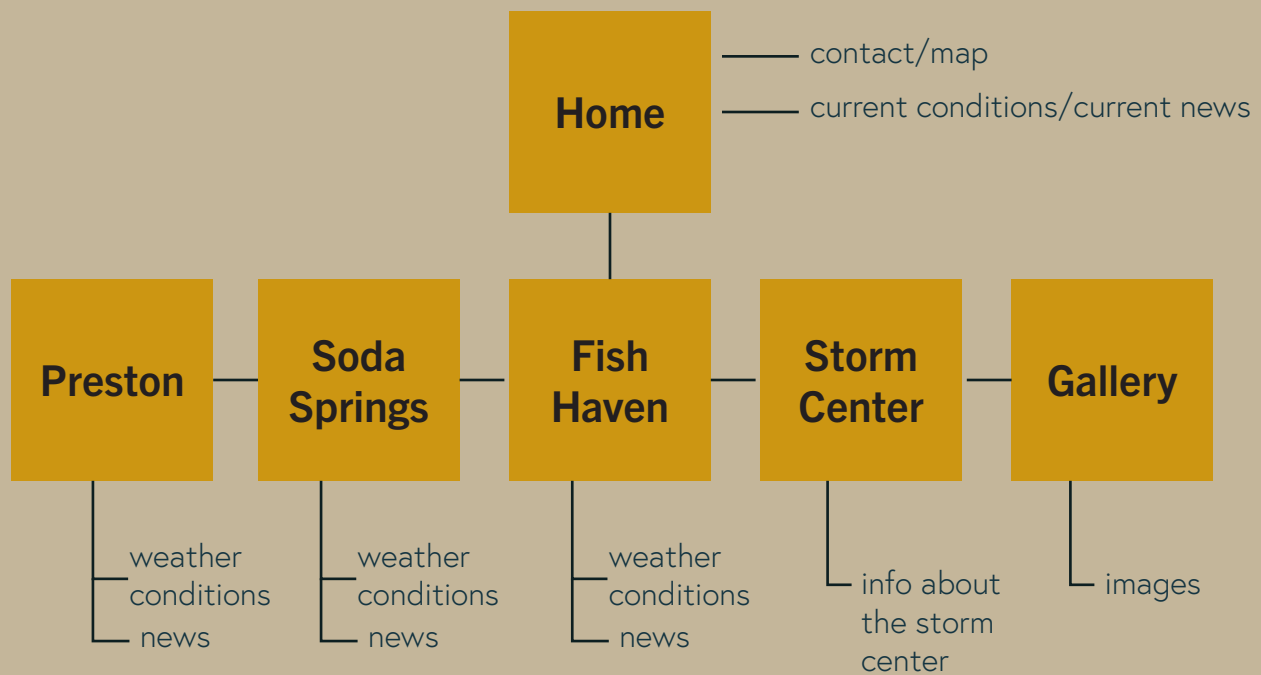 Home
contact/map
current conditions/current news
Preston
Soda
Springs
Fish
Haven
Storm
Center
Gallery
weather
conditions
news
weather
conditions
news
weather
conditions
news
info about
the storm
center
images